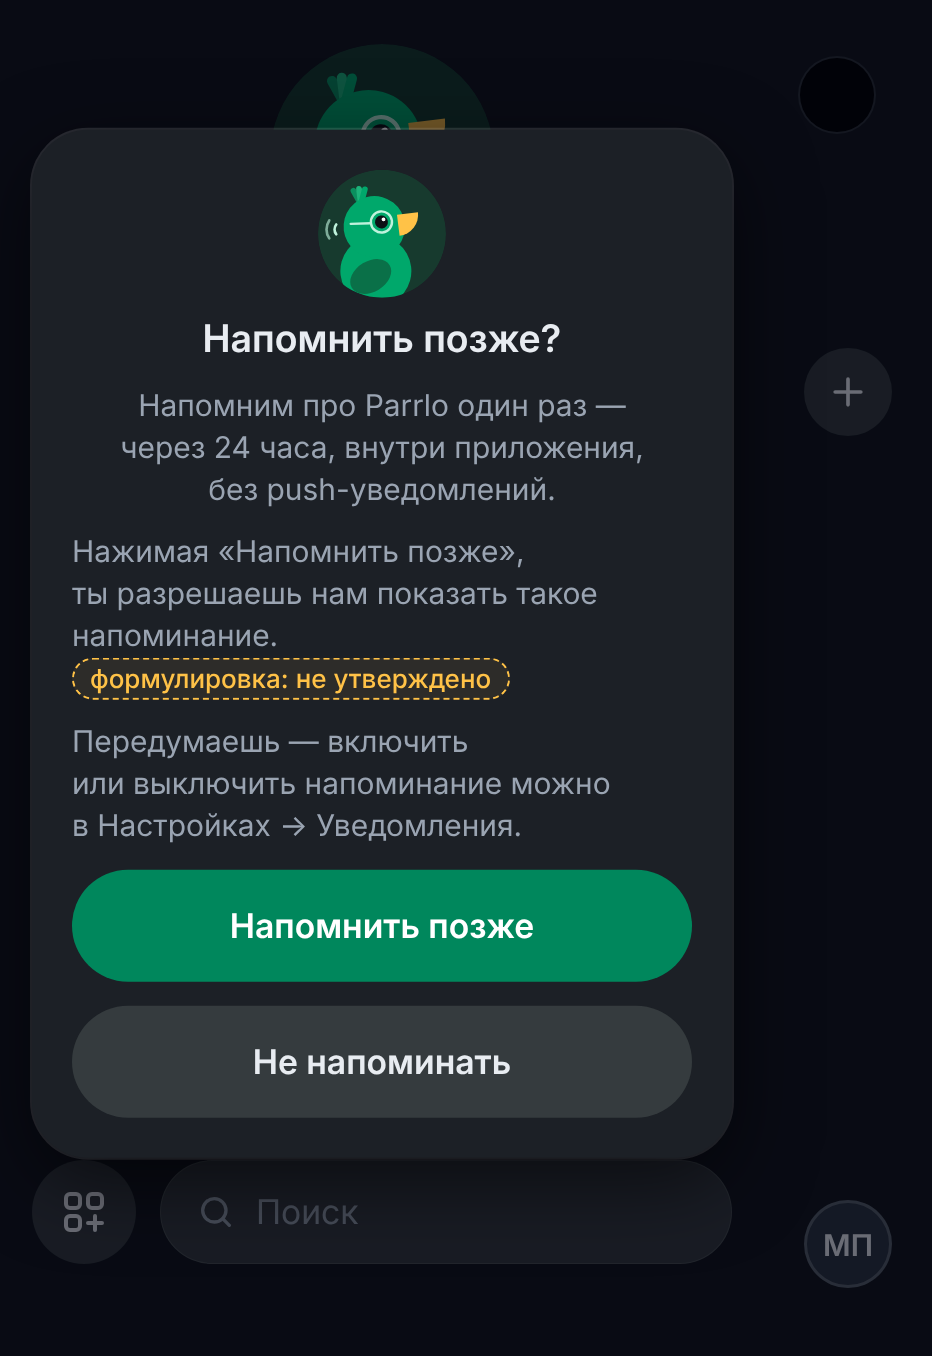 Напомнить позже?
Напомним про Parrlo один раз —
через 24 часа, внутри приложения,
без push-уведомлений.
Нажимая «Напомнить позже»,
ты разрешаешь нам показать такое
напоминание.
формулировка: не утверждено
Передумаешь — включить
или выключить напоминание можно
в Настройках → Уведомления.
Напомнить позже
Не напоминать
Поиск
МП